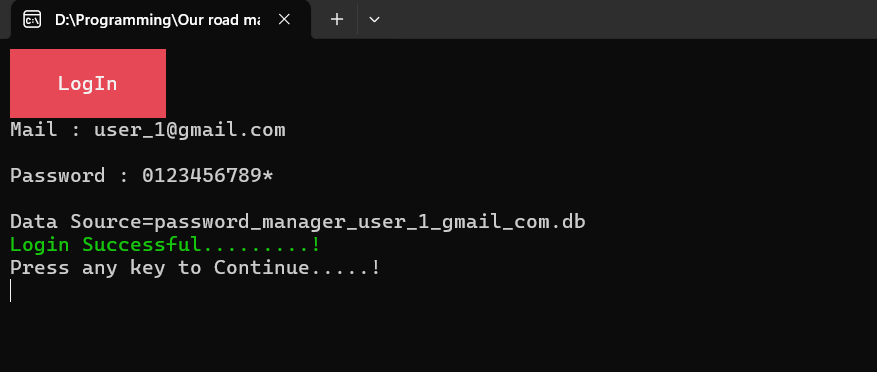 D:\Programming\Our road ma
LogIn
Mail : user_1@gmail.com
Password : 0123456789*
Data Source=password_manager_user_1_gmail_com.db
Login Successful.........!
Press any key to Continue.....!